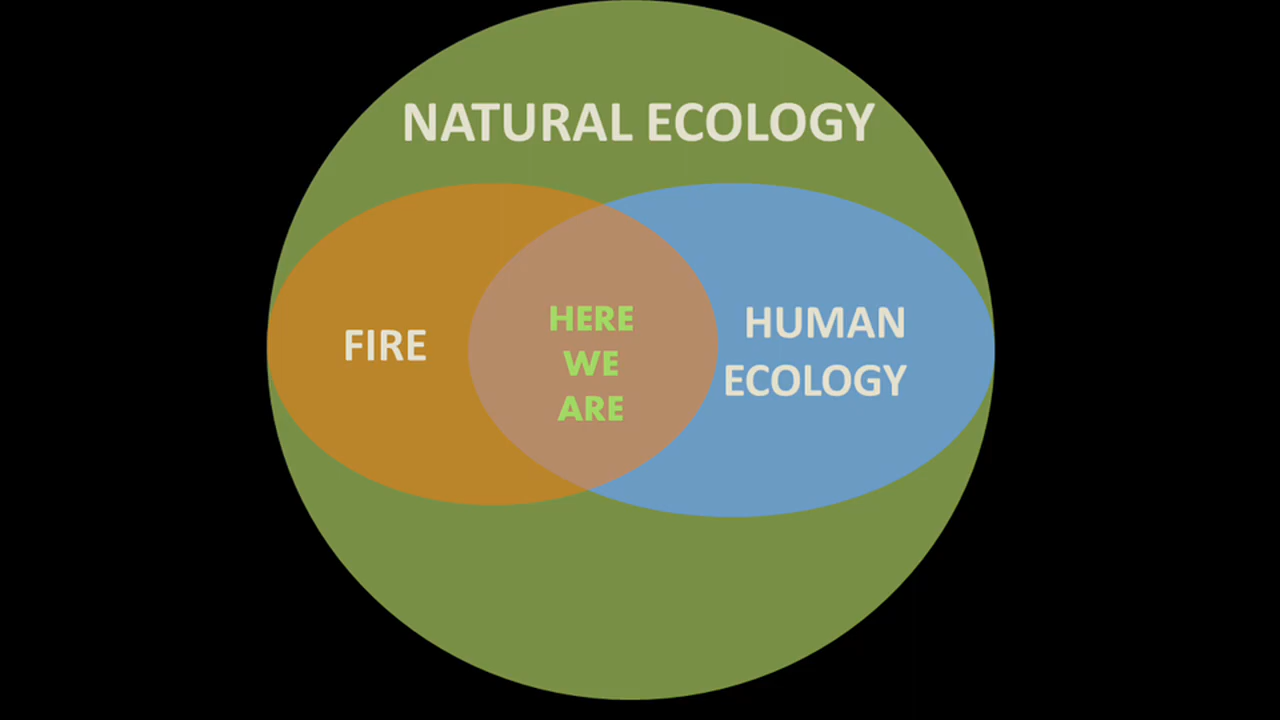 NATURAL ECOLOGY
FIRE
HERE
WE
ARE
HUMAN
ECOLOGY